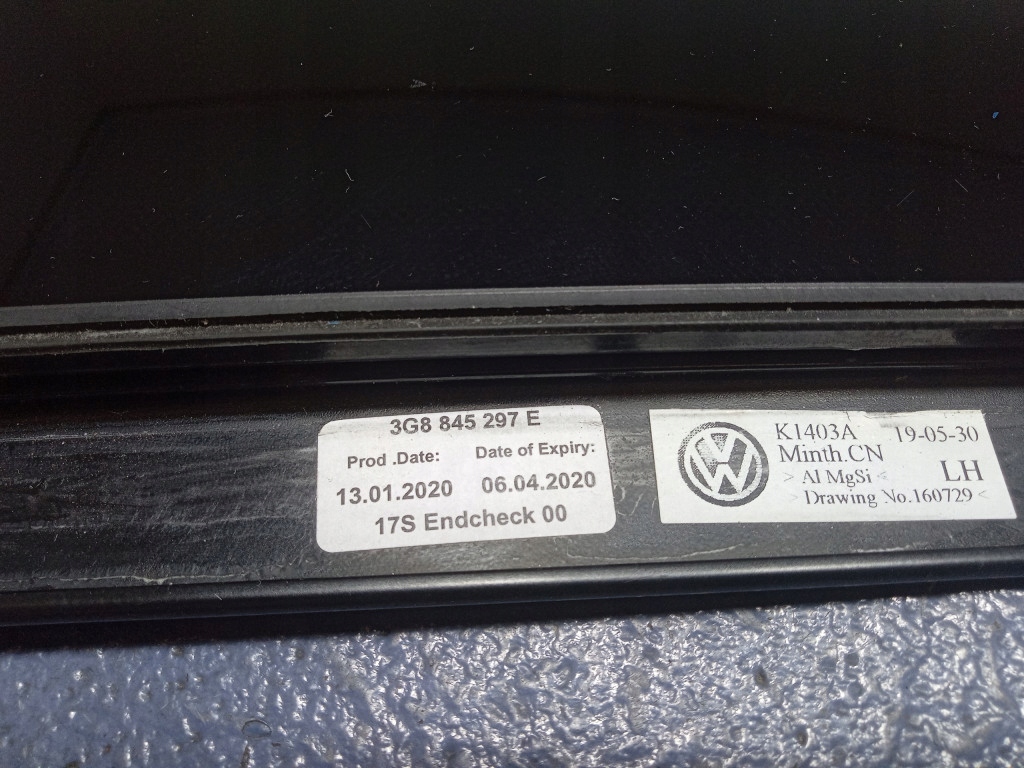 3G8 845 297 E
Prod .Date: Date of Expiry:
13.01.2020 06.04.2020
17S Endcheck 00
K1403A 19-05-30
Minth.CN
> Al MgSi < LH
> Drawing No.160729 <